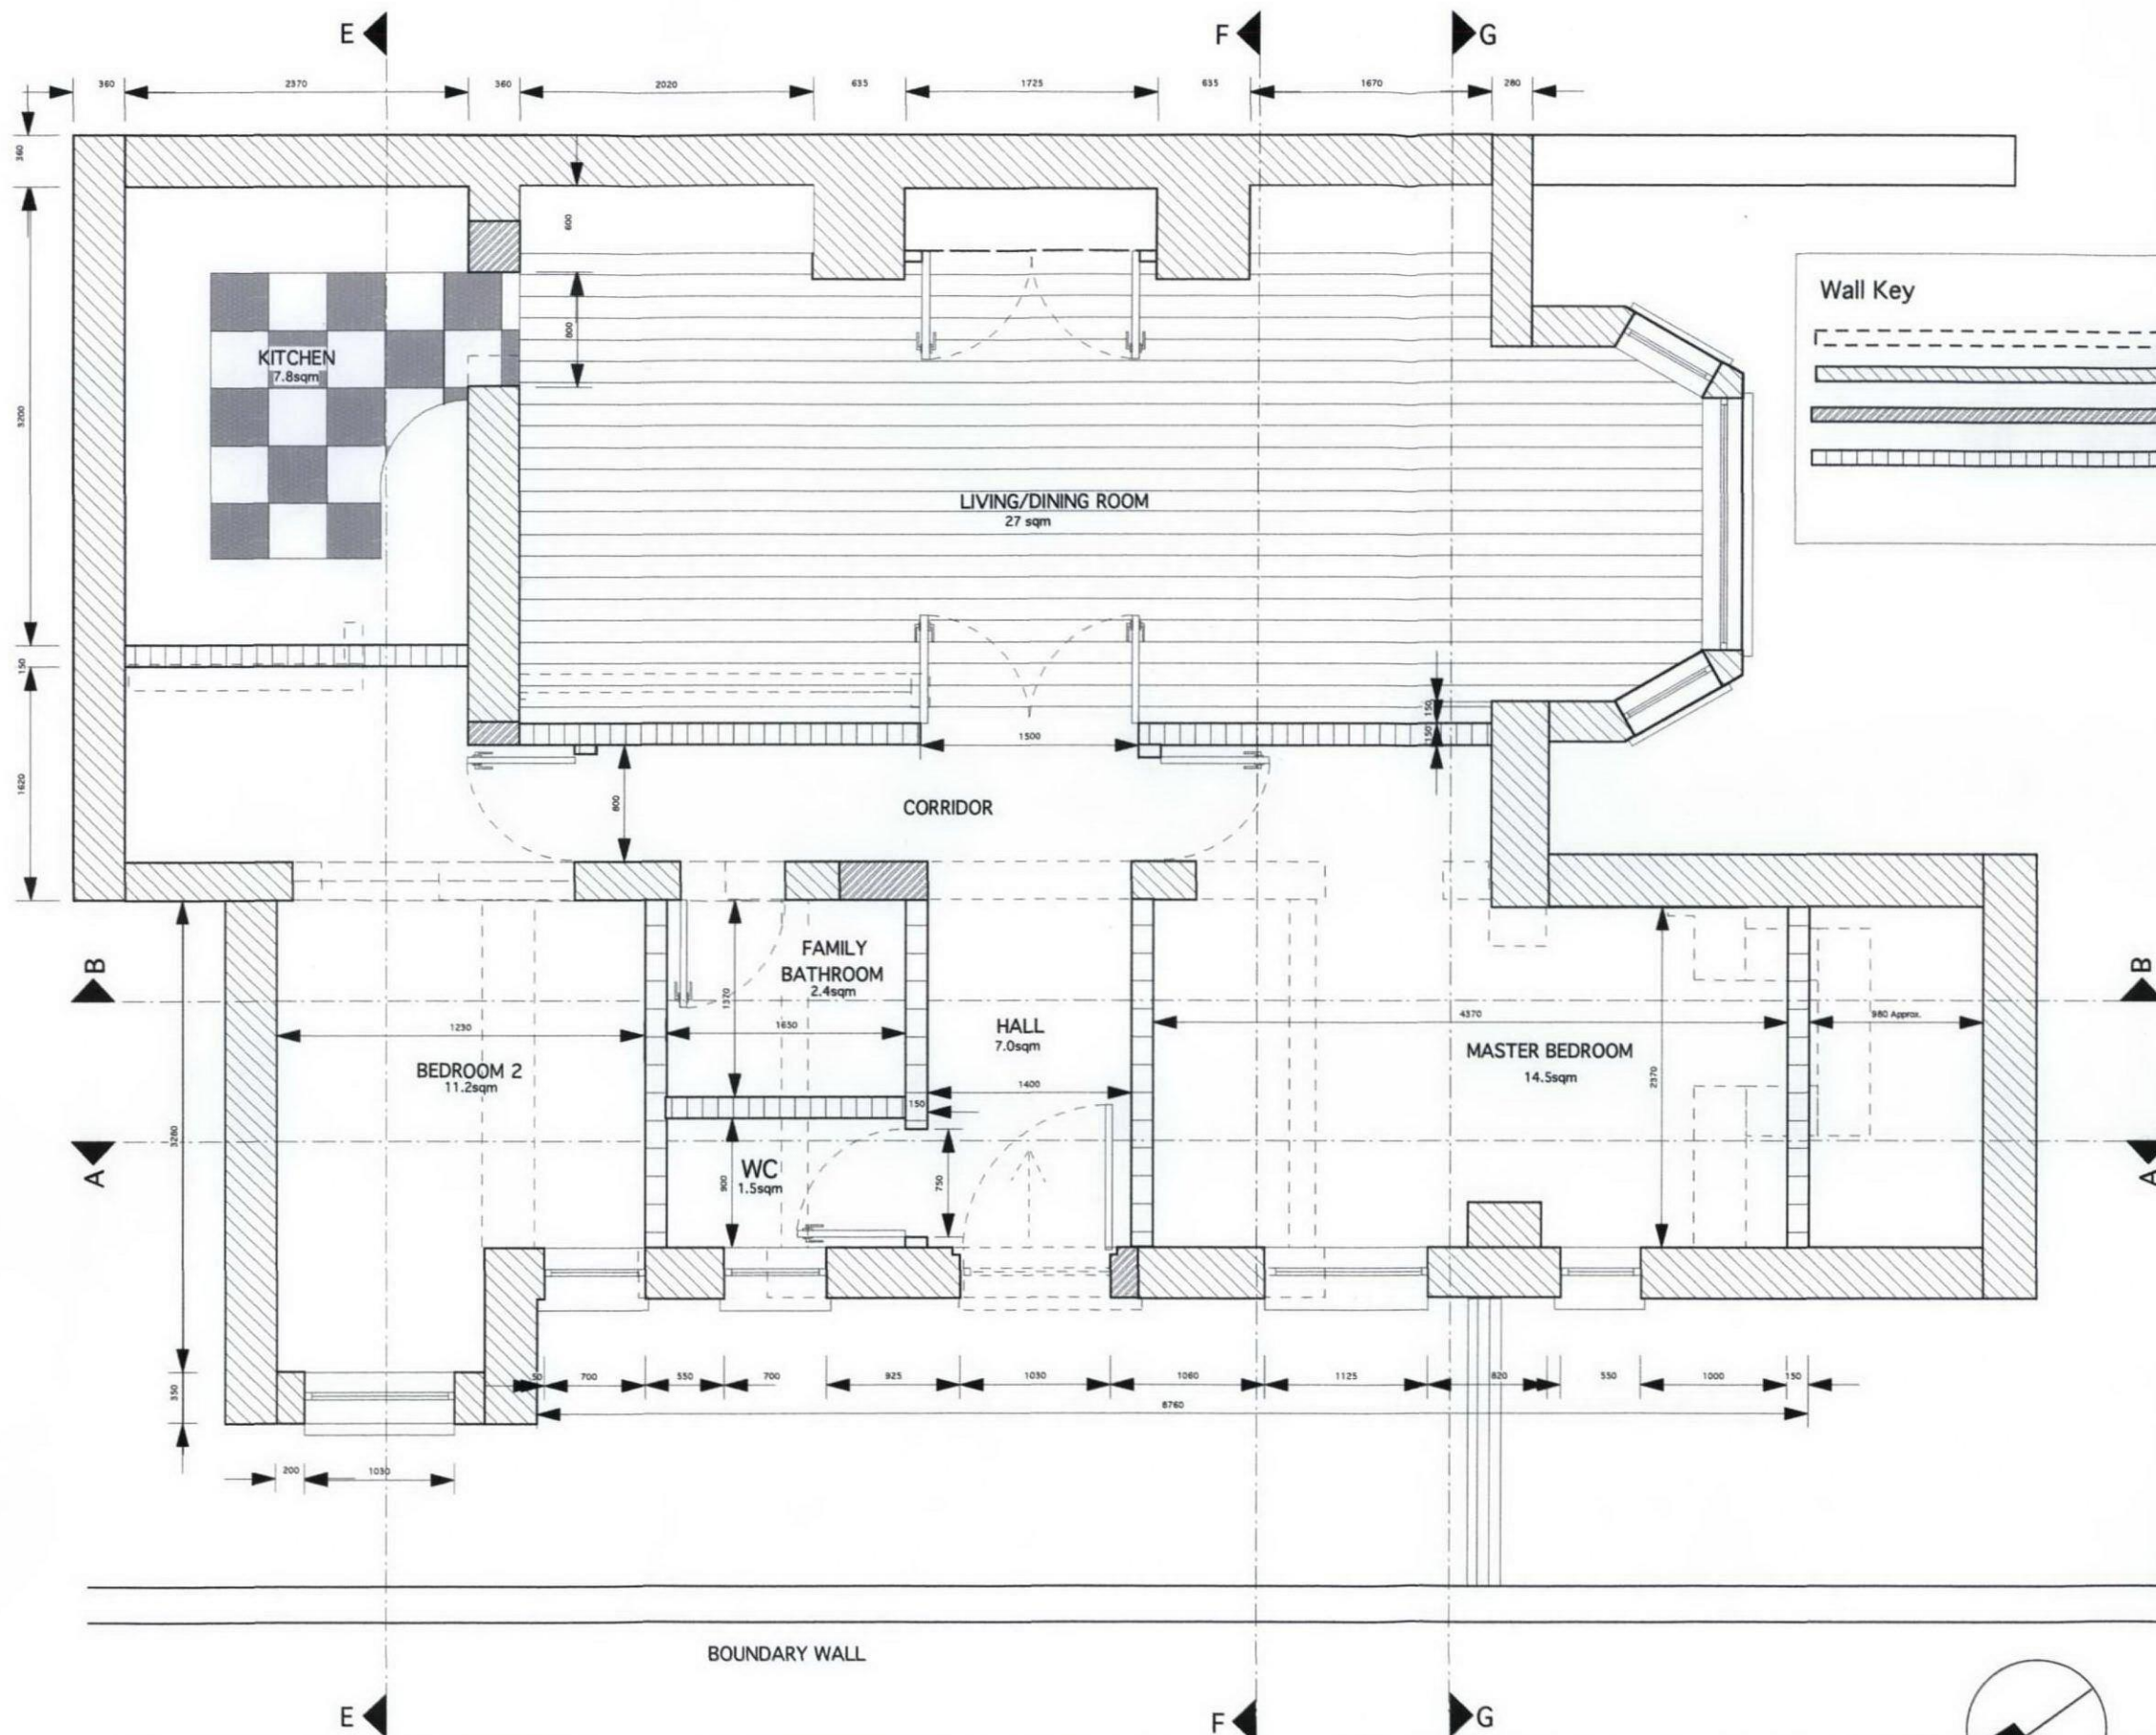 E
F
G
360
2370
360
2020
635
1725
635
1670
280
360
600
Wall Key
800
KITCHEN
7.8sqm
3200
LIVING/DINING ROOM
27 sqm
150
150
1500
150
1620
800
CORRIDOR
B
FAMILY
BATHROOM
2.4sqm
B
1370
1230
1650
HALL
7.0sqm
4370
980 Approx.
MASTER BEDROOM
14.5sqm
BEDROOM 2
11.2sqm
2370
1400
150
3280
A
WC
1.5sqm
900
750
A
50
700
550
700
925
1030
1060
1125
820
550
1000
150
350
8760
200
1030
BOUNDARY WALL
E
F
G